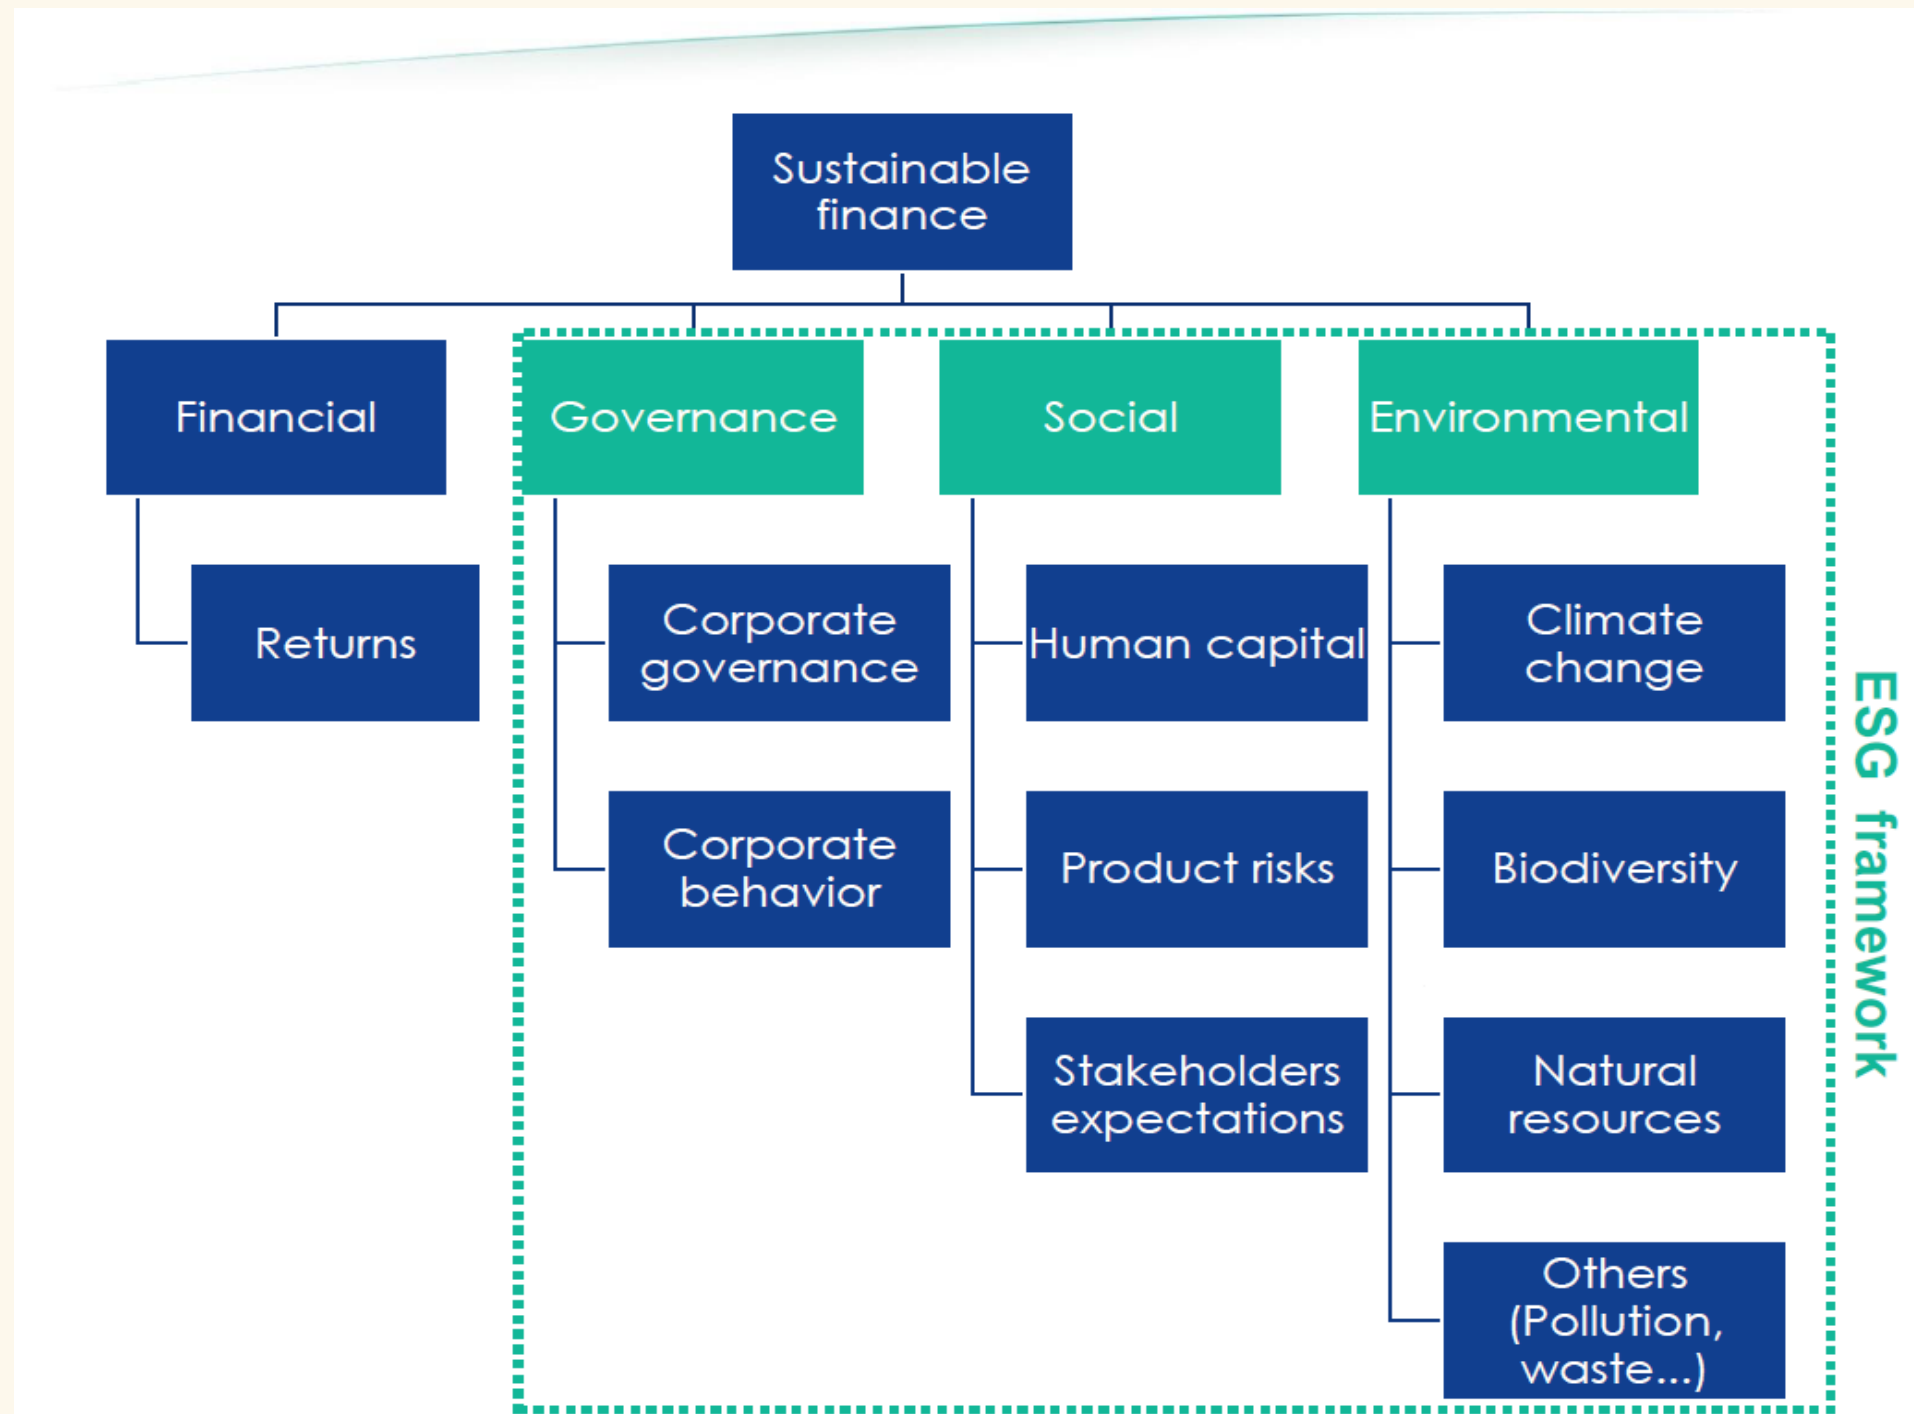 Sustainable
finance
Financial
Governance
Social
Environmental
Returns
Corporate
governance
Human capital
Climate
change
Corporate
behavior
Product risks
Biodiversity
Stakeholders
expectations
Natural
resources
Others
(Pollution,
waste...)
ESG framework